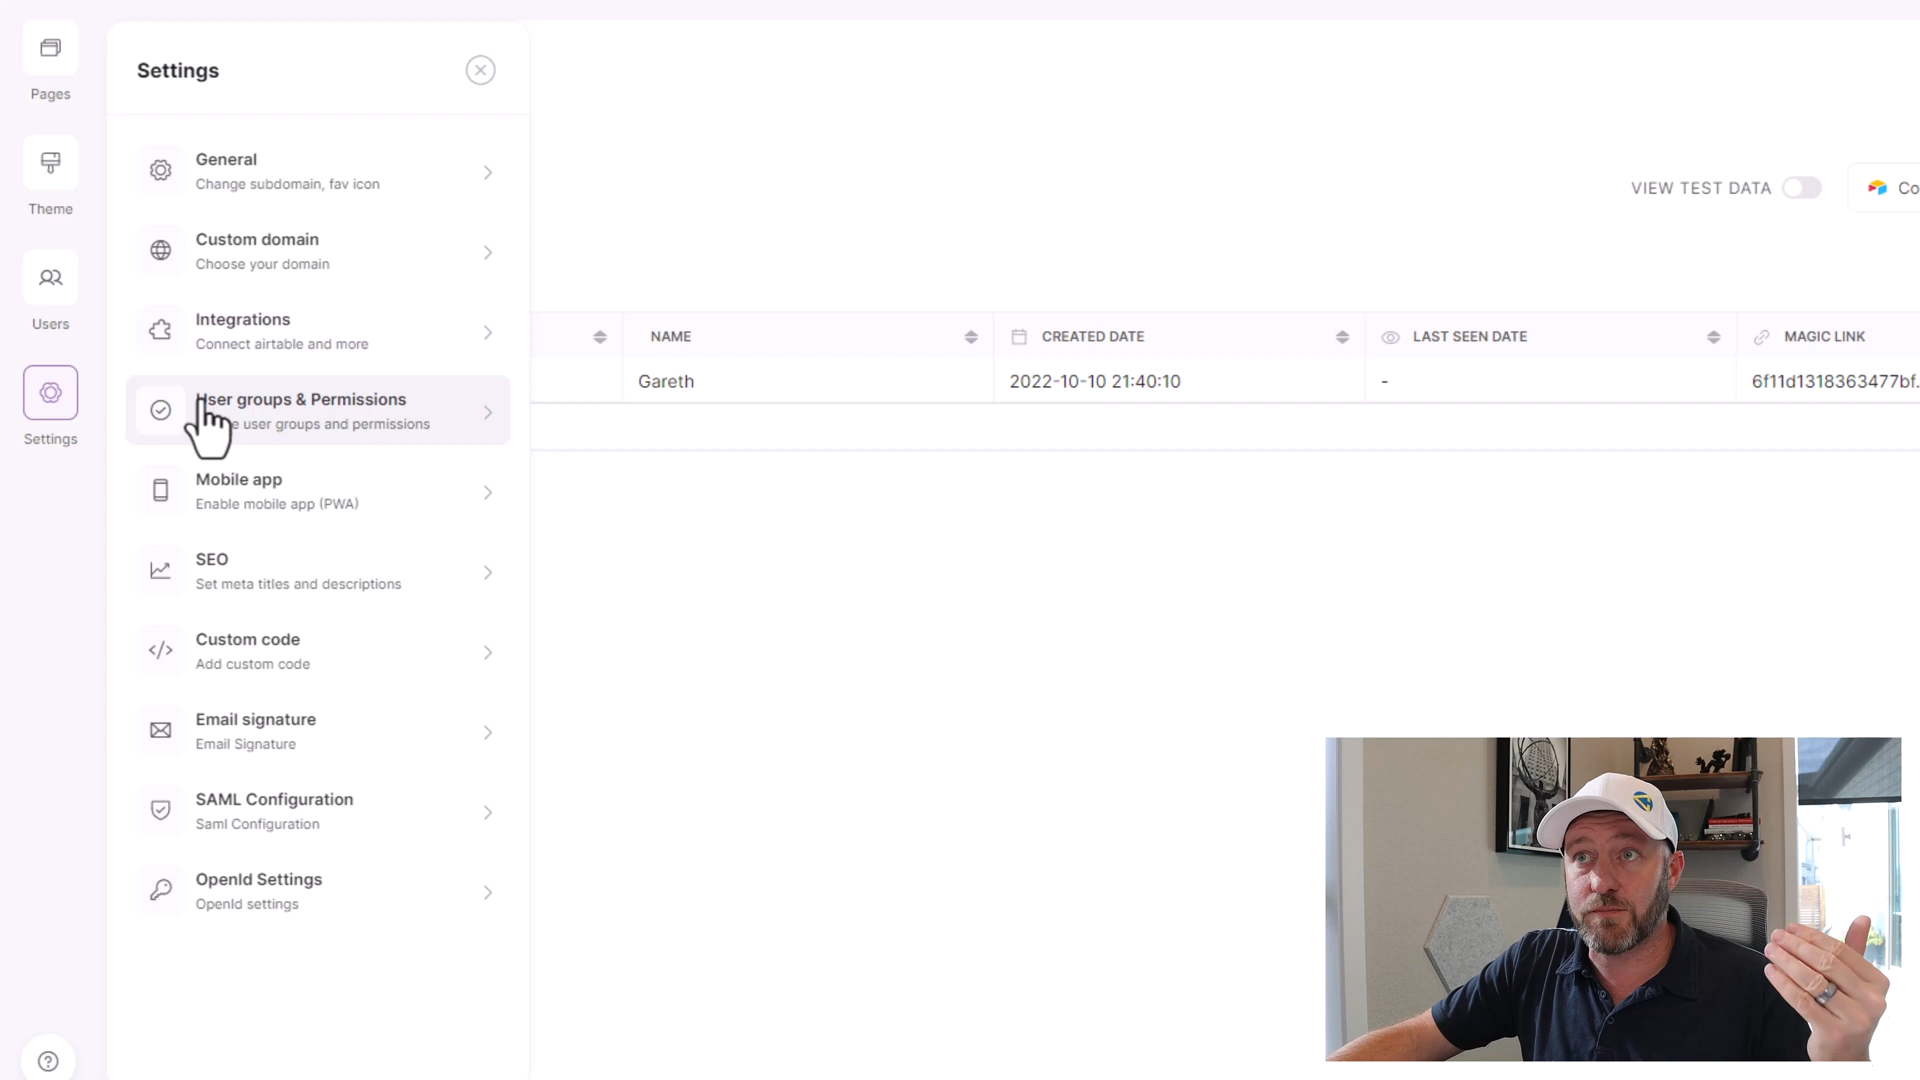 Pages
Theme
Users
Settings
Settings
General
Change subdomain, fav icon
Custom domain
Choose your domain
Integrations
Connect airtable and more
User groups & Permissions
user groups and permissions
Mobile app
Enable mobile app (PWA)
SEO
Set meta titles and descriptions
Custom code
Add custom code
Email signature
Email Signature
SAML Configuration
Saml Configuration
OpenId Settings
OpenId settings
VIEW TEST DATA
Co
NAME
CREATED DATE
LAST SEEN DATE
MAGIC LINK
Gareth
2022-10-10 21:40:10
-
6f11d1318363477bf.